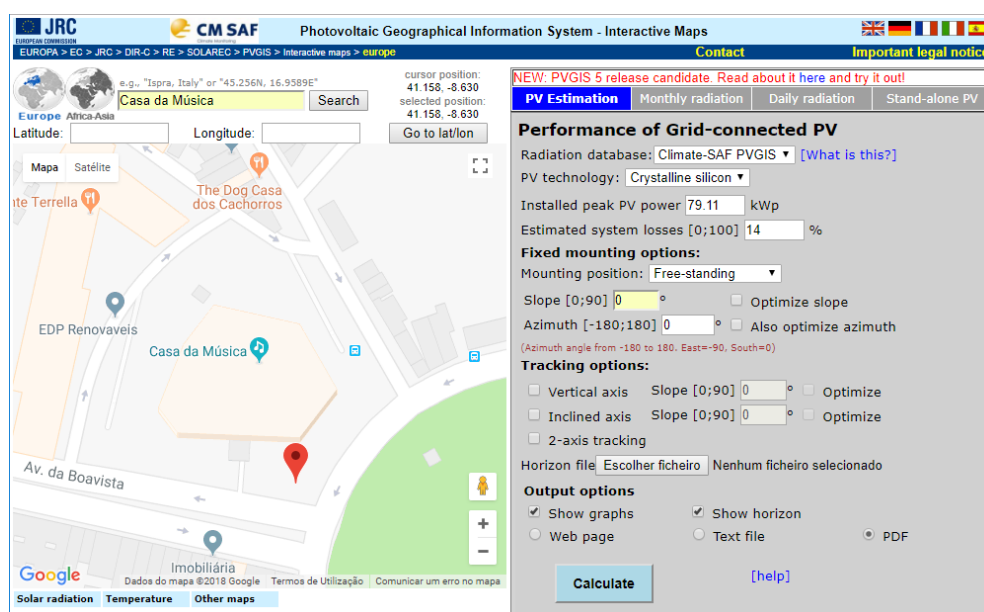 JRC
EUROPEAN COMMISSION
CM SAF
Photovoltaic Geographical Information System - Interactive Maps
EUROPA > EC > JRC > DIR-C > RE > SOLAREC > PVGIS > Interactive maps > europe
Contact
Important legal notice
e.g., "Ispra, Italy" or "45.256N, 16.9589E"
Casa da Música
Search
Europe
Africa-Asia
cursor position:
41.158, -8.630
selected position:
41.158, -8.630
Latitude:
Longitude:
Go to lat/lon
Mapa
Satélite
The Dog Casa
dos Cachorros
nte Terrella
EDP Renovaveis
Casa da Música
Av. da Boavista
Imobiliária
Google
Dados do mapa ©2018 Google
Termos de Utilização
Comunicar um erro no mapa
Solar radiation
Temperature
Other maps
NEW: PVGIS 5 release candidate. Read about it here and try it out!
PV Estimation
Monthly radiation
Daily radiation
Stand-alone PV
Performance of Grid-connected PV
Radiation database: Climate-SAF PVGIS [What is this?]
PV technology: Crystalline silicon
Installed peak PV power 79.11 kWp
Estimated system losses [0;100] 14 %
Fixed mounting options:
Mounting position: Free-standing
Slope [0;90] 0 º Optimize slope
Azimuth [-180;180] 0 º Also optimize azimuth
(Azimuth angle from -180 to 180. East=-90, South=0)
Tracking options:
Vertical axis Slope [0;90] 0 º Optimize
Inclined axis Slope [0;90] 0 º Optimize
2-axis tracking
Horizon file Escolher ficheiro Nenhum ficheiro selecionado
Output options
Show graphs Show horizon
Web page Text file PDF
Calculate [help]